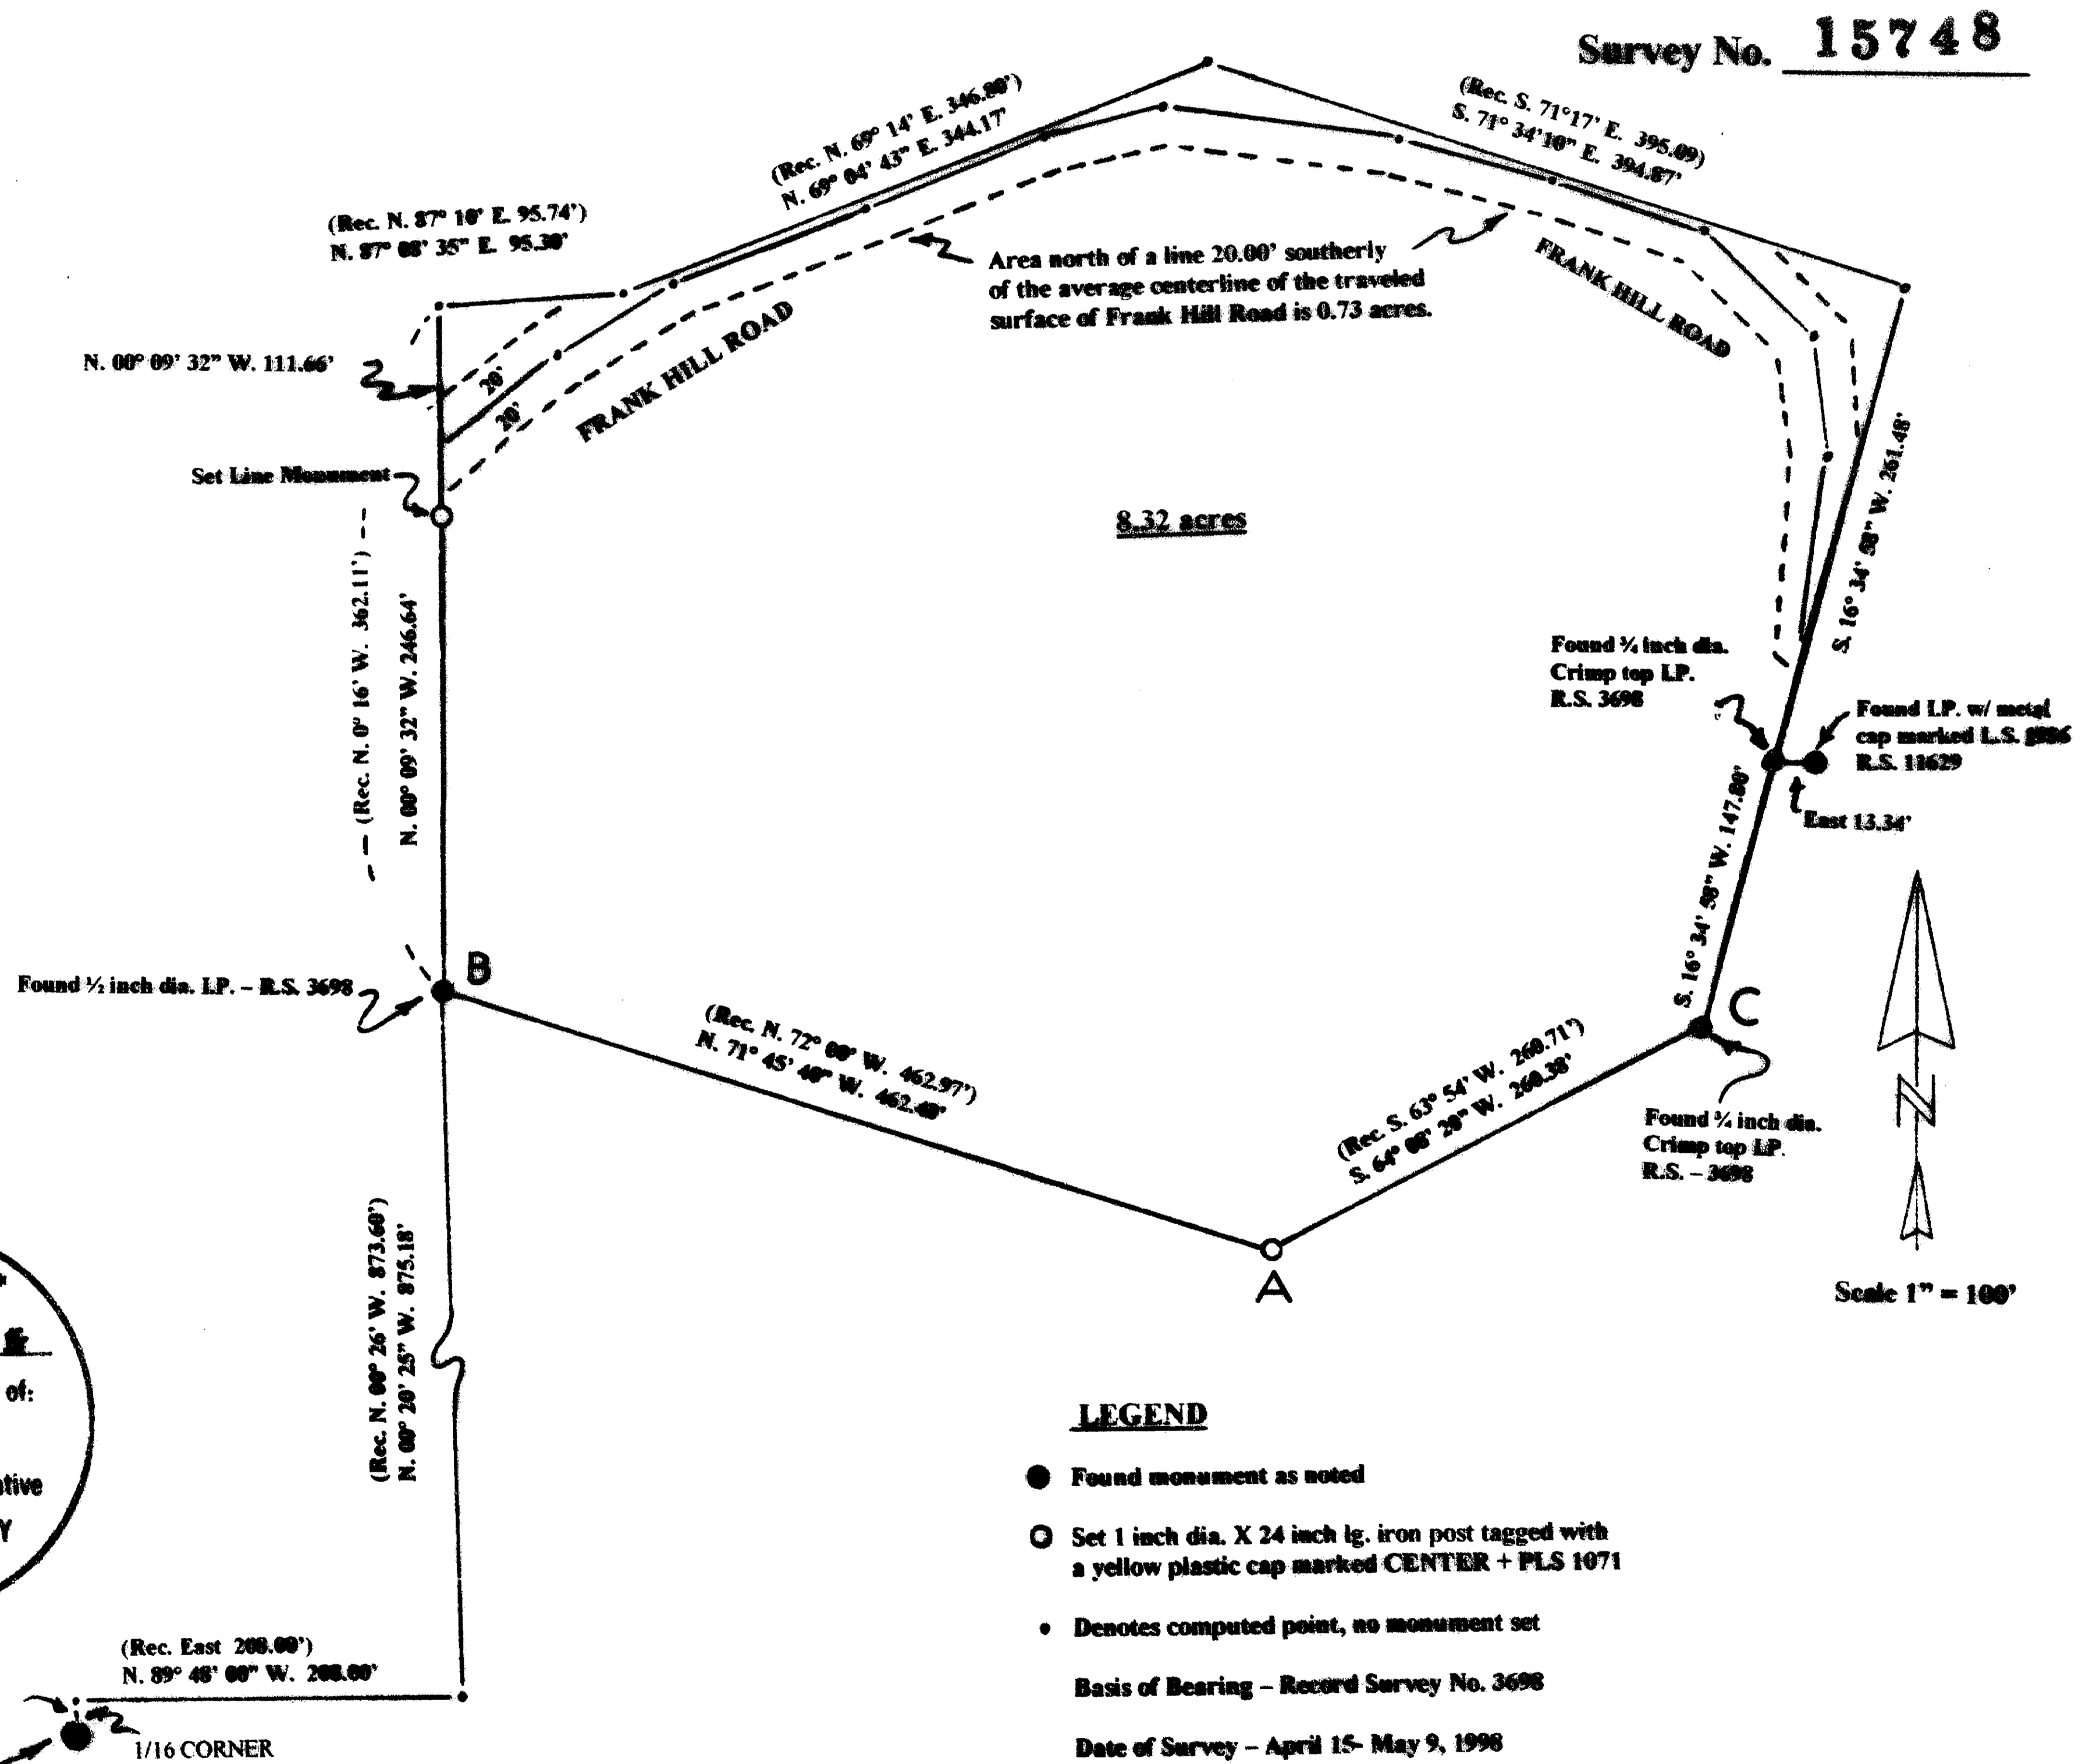 Survey No. 15748
(Rec. S. 71°17' E. 395.09)
S. 71° 34'10" E. 394.87'
(Rec. N. 69° 14' E. 346.80')
N. 69° 04' 43" E. 344.17'
(Rec. N. 87° 10' E. 95.74')
N. 87° 08' 35" E. 95.30'
Area north of a line 20.00' southerly
of the average centerline of the traveled
surface of Frank Hill Road is 0.73 acres.
FRANK HILL ROAD
FRANK HILL ROAD
N. 00° 09' 32" W. 111.66'
20'
20'
Set Line Monument
8.32 acres
S. 16° 34' 58" W. 261.48'
(Rec. N. 0° 16' W. 362.11')
N. 00° 09' 32" W. 246.64'
Found ¾ inch dia.
Crimp top I.P.
R.S. 3698
Found I.P. w/ metal
cap marked L.S.
R.S. 11629
East 13.34'
S. 16° 34' 58" W. 147.80'
B
Found ½ inch dia. I.P. – R.S. 3698
C
(Rec. N. 72° 00' W. 462.97')
N. 71° 45' 40" W. 462.40'
(Rec. S. 63° 54' W. 260.71')
S. 64° 08' 20" W. 260.38'
Found ¾ inch dia.
Crimp top I.P.
R.S. – 3698
N
A
Scale 1" = 100'
(Rec. N. 00° 26' W. 873.60')
N. 00° 20' 25" W. 875.18'
of:
LEGEND
Found monument as noted
Set 1 inch dia. X 24 inch lg. iron post tagged with
a yellow plastic cap marked CENTER + PLS 1071
Denotes computed point, no monument set
Basis of Bearing – Record Survey No. 3698
Date of Survey – April 15- May 9, 1998
(Rec. East 208.00')
N. 89° 48' 00" W. 208.00'
1/16 CORNER